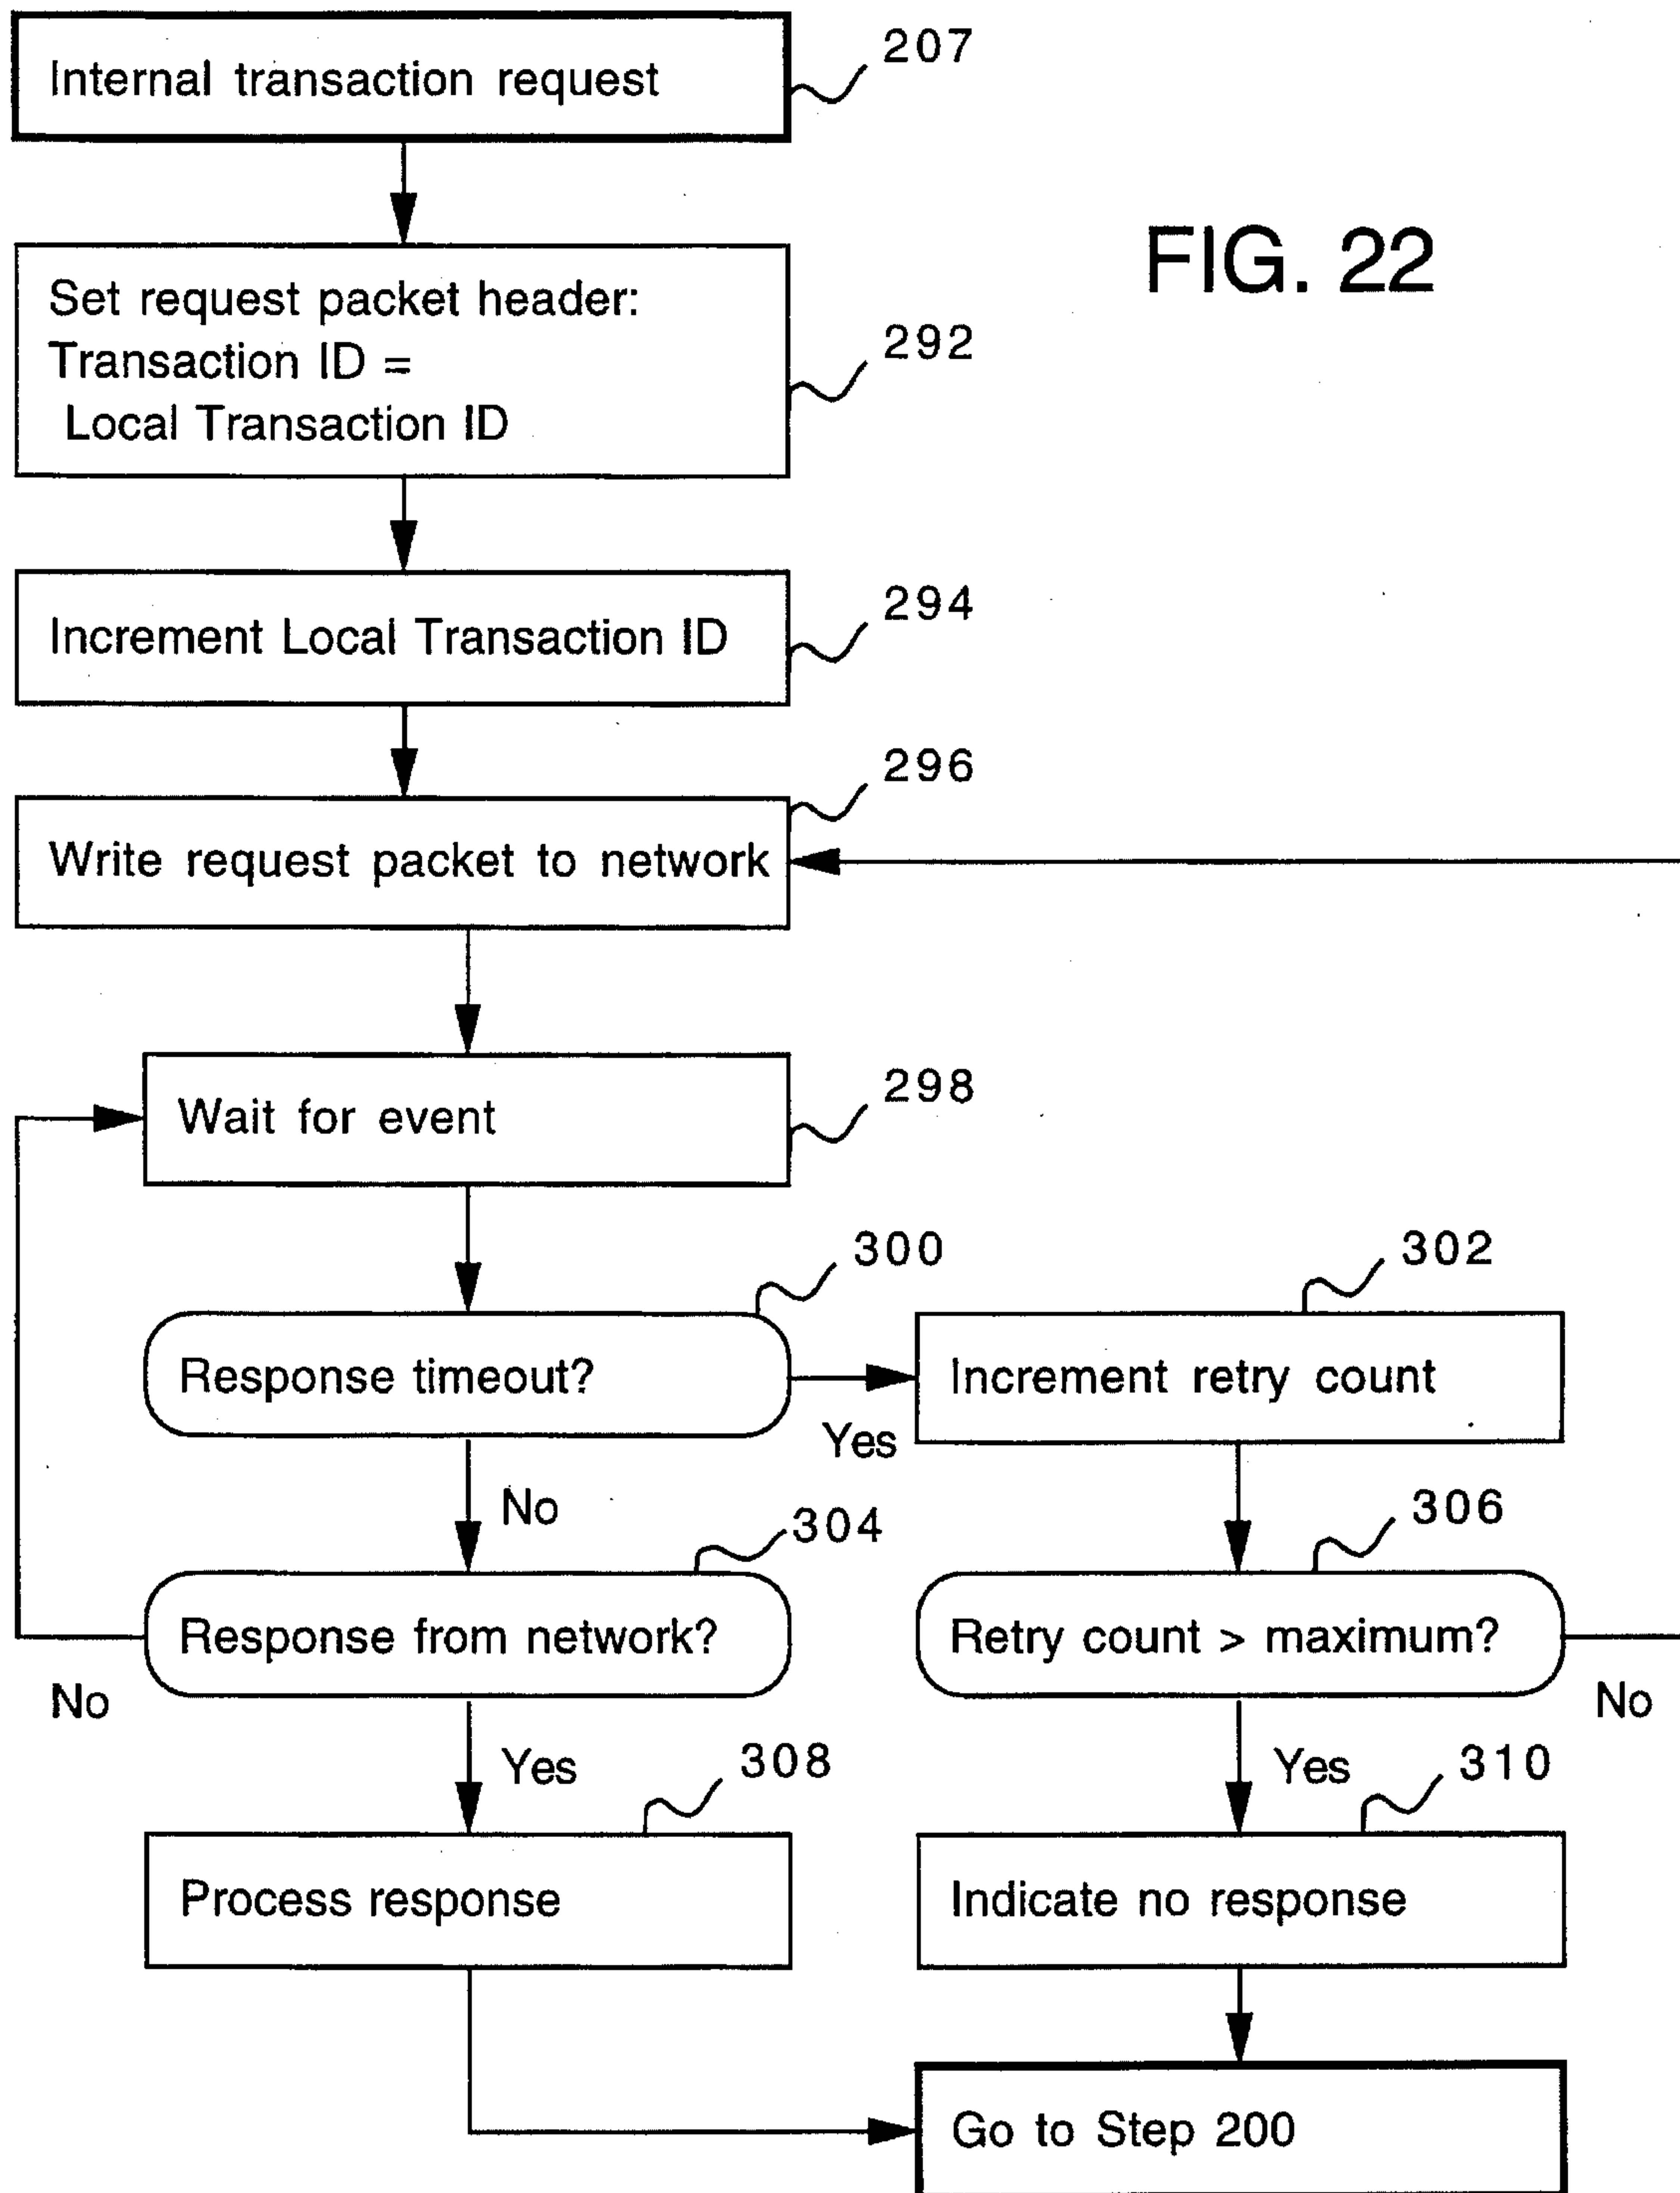 Internal transaction request
207
FIG. 22
Set request packet header:
Transaction ID =
Local Transaction ID
292
Increment Local Transaction ID
294
296
Write request packet to network
Wait for event
298
300
302
Response timeout?
Increment retry count
Yes
No
304
306
Response from network?
Retry count > maximum?
No
No
Yes
308
Yes
310
Process response
Indicate no response
Go to Step 200